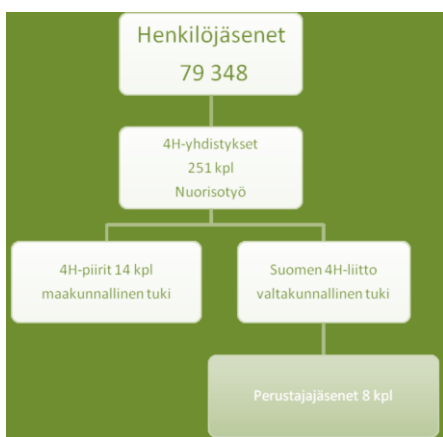 Henkilöjäsenet
79 348
4H-yhdistykset
251 kpl
Nuorisotyö
4H-piirit 14 kpl
maakunnallinen tuki
Suomen 4H-liitto
valtakunnallinen tuki
Perustajajäsenet 8 kpl